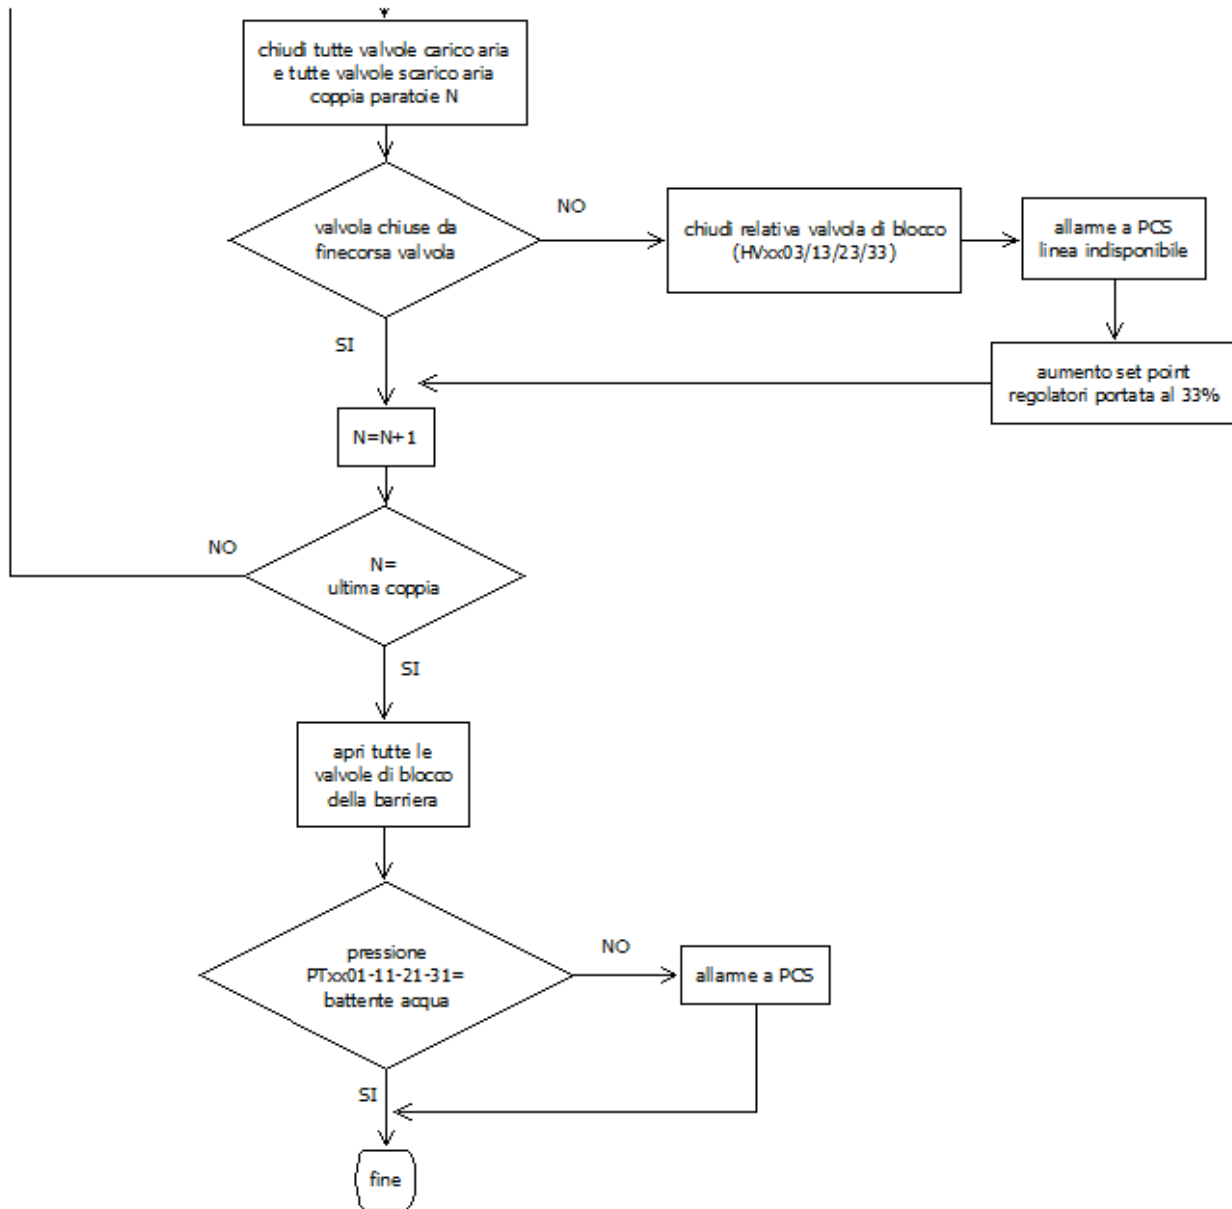 chiudi tutte valvole carico aria
e tutte valvole scarico aria
coppia paratoie N
valvola chiuse da
finecorsa valvola
NO
chiudi relativa valvola di blocco
(HVxx03/13/23/33)
allarme a PCS
linea indisponibile
SI
aumento set point
regolatori portata al 33%
N=N+1
NO
N=
ultima coppia
SI
apri tutte le
valvole di blocco
della barriera
pressione
PTxx01-11-21-31=
battente acqua
NO
allarme a PCS
SI
fine